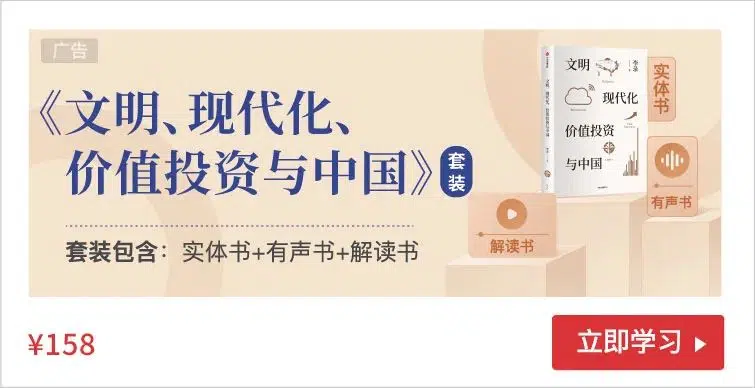 广告
《文明、现代化、
价值投资与中国》
套装
套装包含：实体书+有声书+解读书
文明
李录
现代化
价值投资
与中国
实体书
有声书
解读书
¥158
立即学习